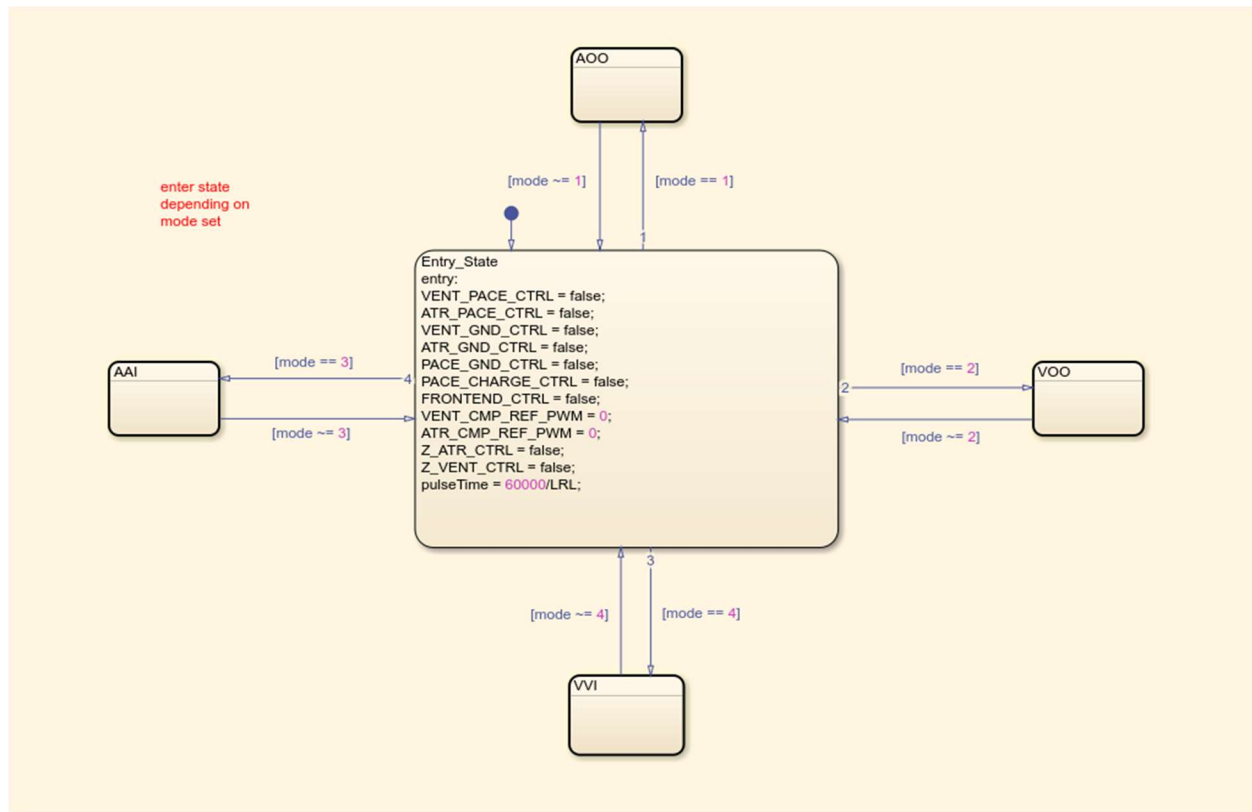 AOO
[mode ~= 1]
[mode == 1]
enter state
depending on
mode set
1
Entry_State
entry:
VENT_PACE_CTRL = false;
ATR_PACE_CTRL = false;
VENT_GND_CTRL = false;
ATR_GND_CTRL = false;
PACE_GND_CTRL = false;
PACE_CHARGE_CTRL = false;
FRONTEND_CTRL = false;
VENT_CMP_REF_PWM = 0;
ATR_CMP_REF_PWM = 0;
Z_ATR_CTRL = false;
Z_VENT_CTRL = false;
pulseTime = 60000/LRL;
[mode == 3]
AAI
4
[mode ~= 3]
[mode == 2]
VOO
2
[mode ~= 2]
3
[mode ~= 4]
[mode == 4]
VVI